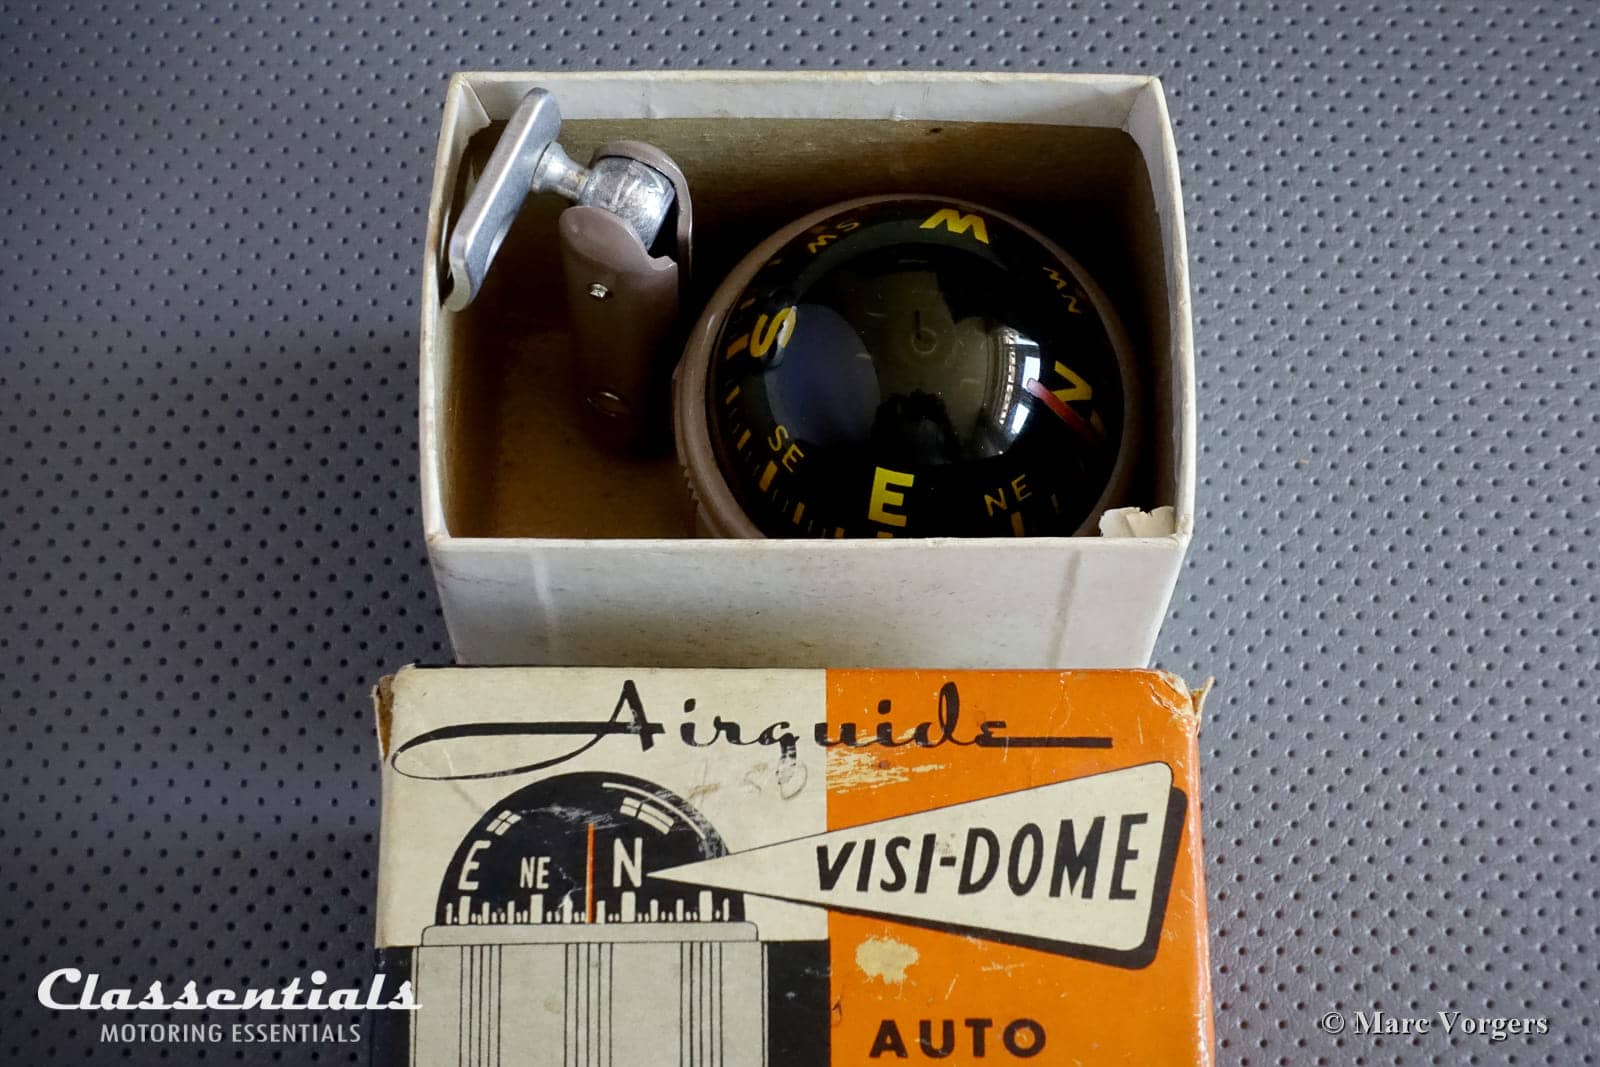 W
SW
NW
S
N
SE
E
NE
Airguide
E NE N
VISI-DOME
AUTO
Classentials
MOTORING ESSENTIALS
© Marc Vorgers